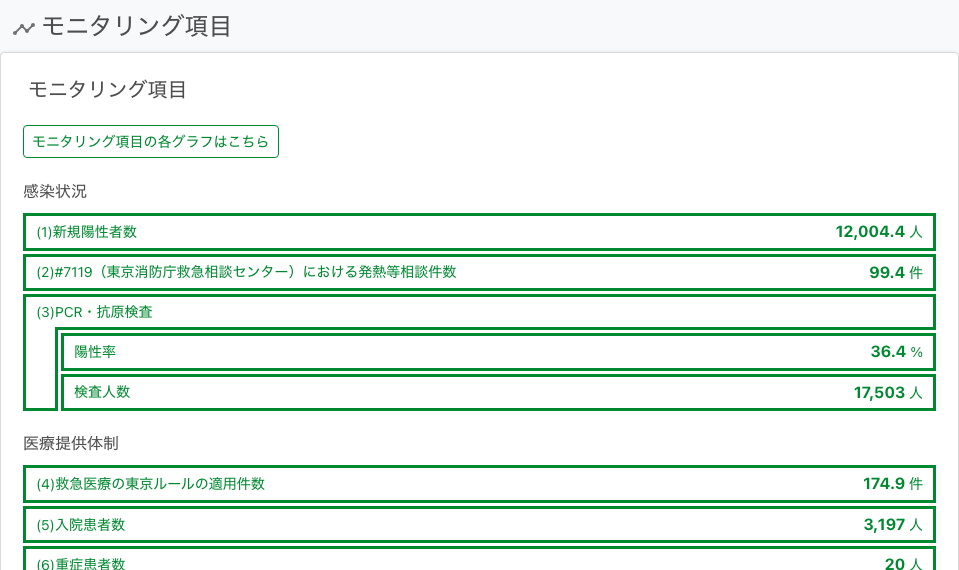 モニタリング項目
モニタリング項目
モニタリング項目の各グラフはこちら
感染状況
(1)新規陽性者数 12,004.4 人
(2)#7119（東京消防庁救急相談センター）における発熱等相談件数 99.4 件
(3)PCR・抗原検査
陽性率 36.4 %
検査人数 17,503 人
医療提供体制
(4)救急医療の東京ルールの適用件数 174.9 件
(5)入院患者数 3,197 人
(6)重症患者数 20 人